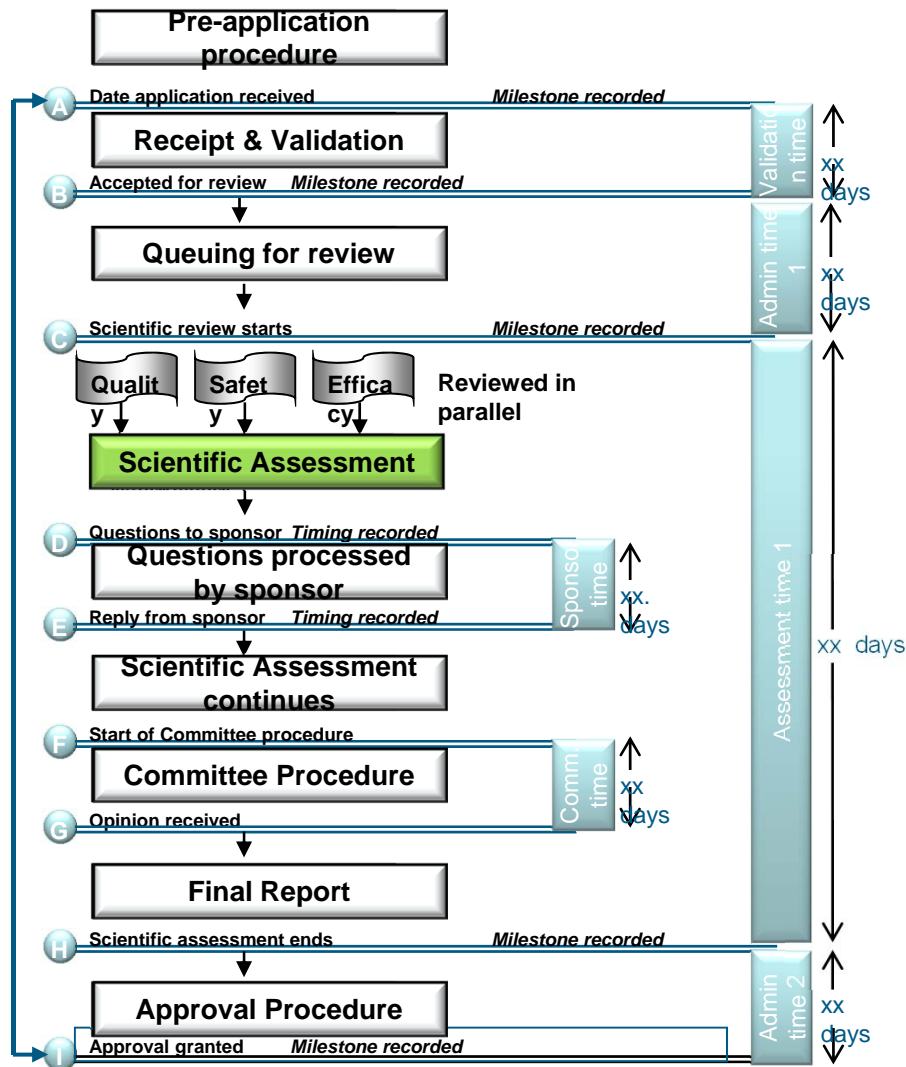 Pre-application
procedure
A Date application received Milestone recorded
Receipt & Validation
Validatio
n time
xx
days
B Accepted for review Milestone recorded
Queuing for review
Admin time
1
xx
days
C Scientific review starts Milestone recorded
Qualit
y
Safet
y
Effica
cy
Reviewed in
parallel
Scientific Assessment
Assessment time 1
xx days
D Questions to sponsor Timing recorded
Questions processed
by sponsor
Sponsor
time
xx.
days
E Reply from sponsor Timing recorded
Scientific Assessment
continues
F Start of Committee procedure
Committee Procedure
Comm.
time
xx
days
G Opinion received
Final Report
H Scientific assessment ends Milestone recorded
Approval Procedure
Admin
time 2
xx
days
I Approval granted Milestone recorded